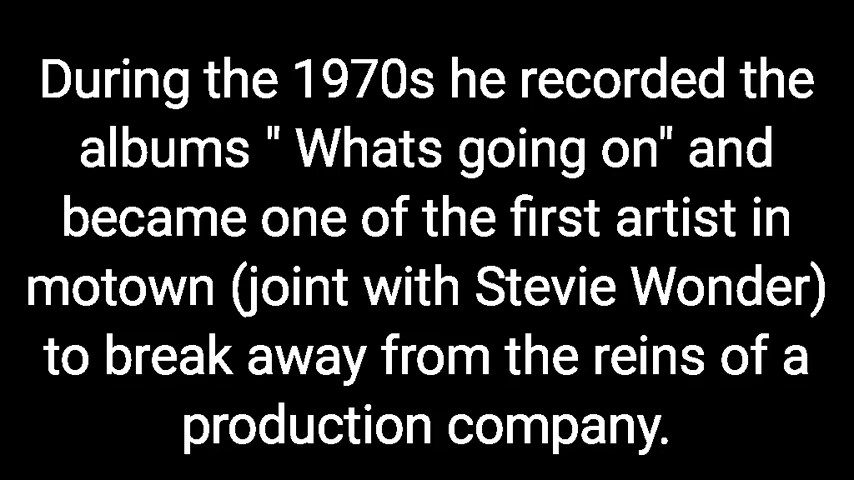 During the 1970s he recorded the
albums " Whats going on" and
became one of the first artist in
motown (joint with Stevie Wonder)
to break away from the reins of a
production company.